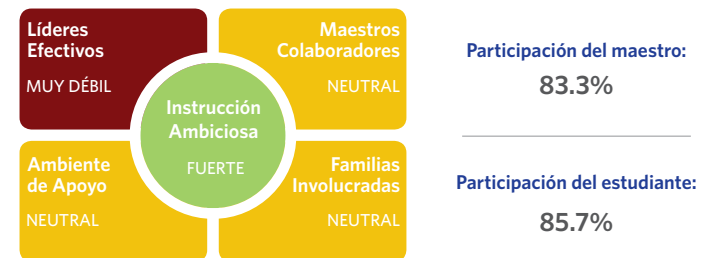 Líderes
Efectivos
MUY DÉBIL
Maestros
Colaboradores
NEUTRAL
Instrucción
Ambiciosa
FUERTE
Ambiente
de Apoyo
NEUTRAL
Familias
Involucradas
NEUTRAL
Participación del maestro:
83.3%
Participación del estudiante:
85.7%